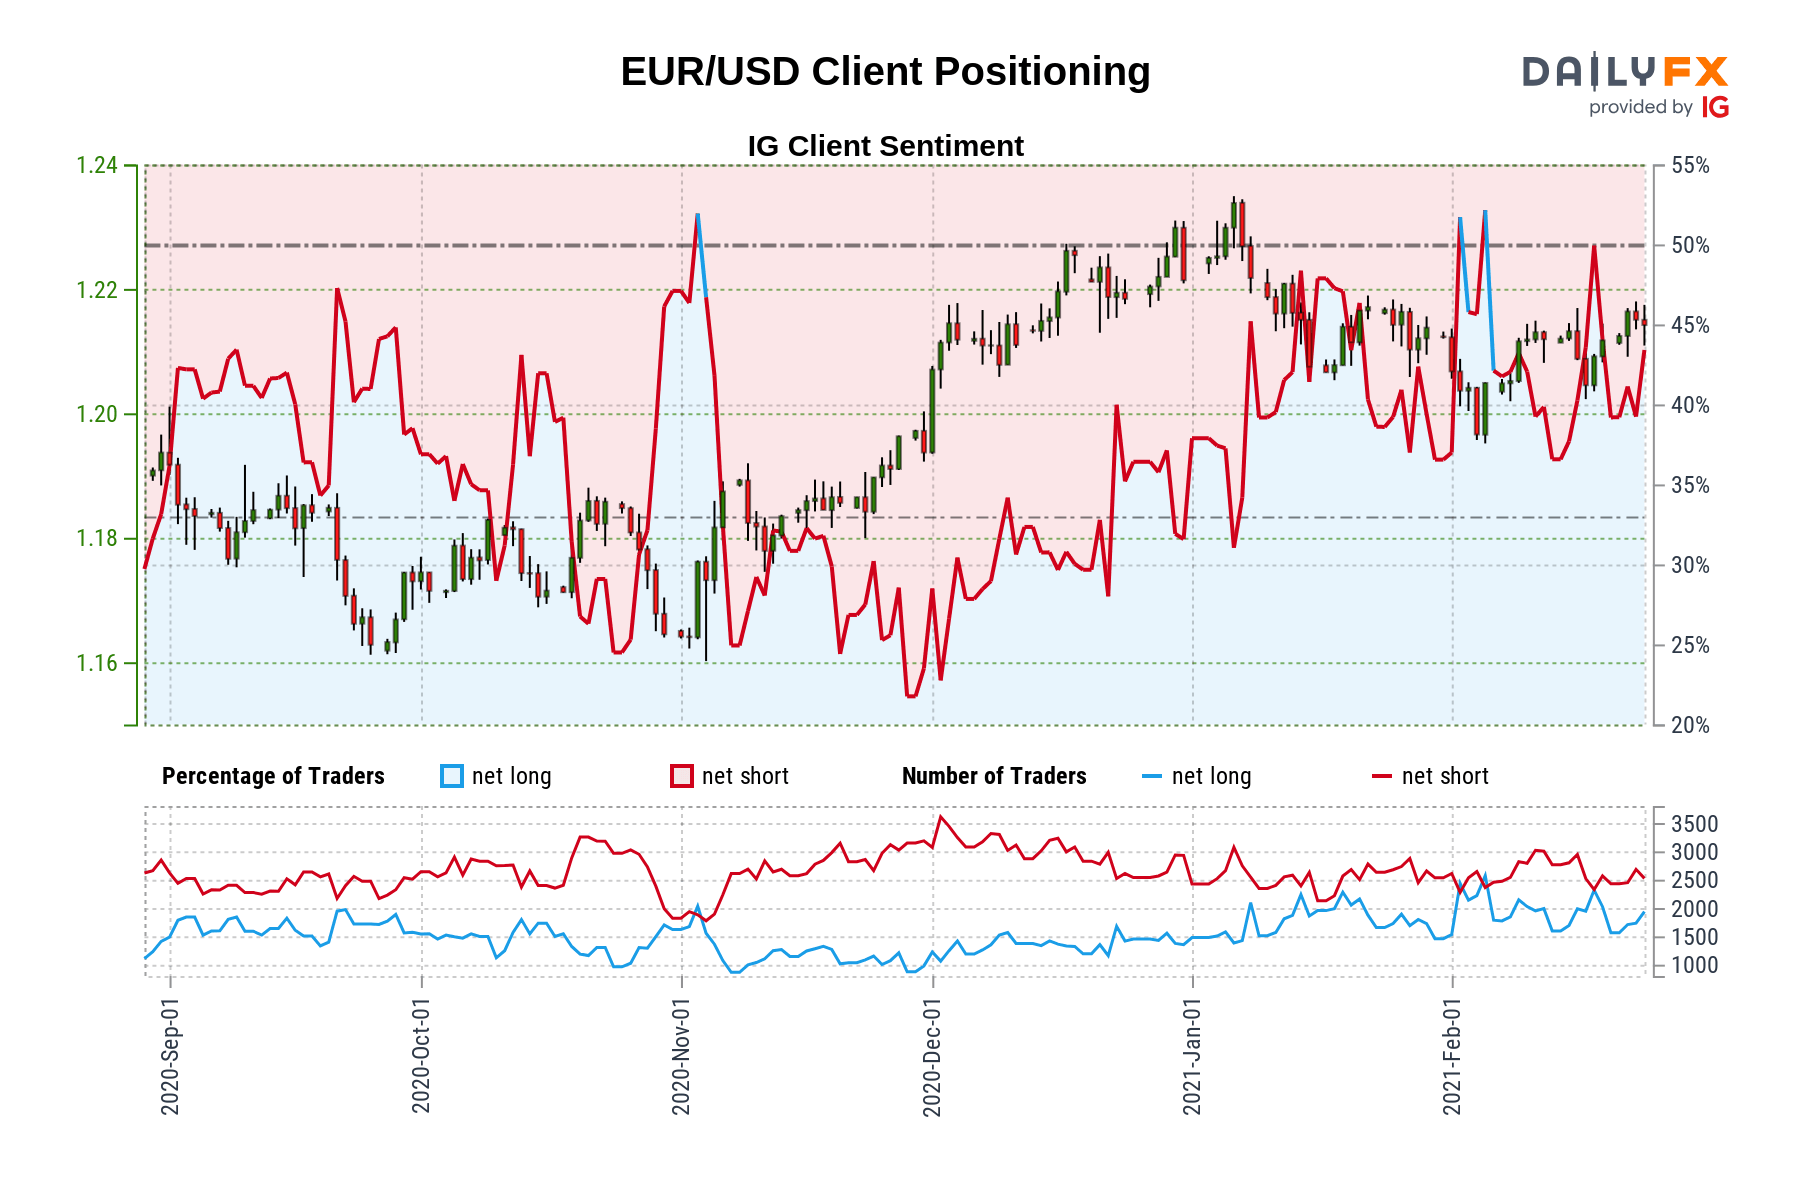 EUR/USD Client Positioning
DAILYFX
provided by IG
IG Client Sentiment
1.24
1.22
1.20
1.18
1.16
55%
50%
45%
40%
35%
30%
25%
20%
Percentage of Traders net long net short Number of Traders net long net short
3500
3000
2500
2000
1500
1000
2020-Sep-01
2020-Oct-01
2020-Nov-01
2020-Dec-01
2021-Jan-01
2021-Feb-01